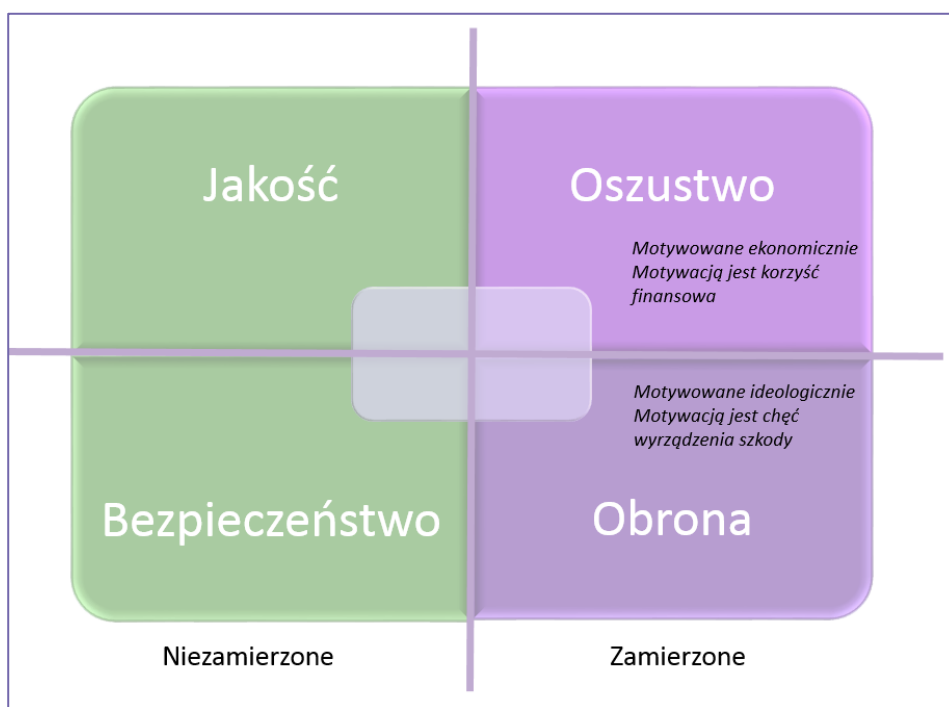 Jakość
Oszustwo
Motywowane ekonomicznie
Motywacją jest korzyść
finansowa
Motywowane ideologicznie
Motywacją jest chęć
wyrządzenia szkody
Bezpieczeństwo
Obrona
Niezamierzone
Zamierzone